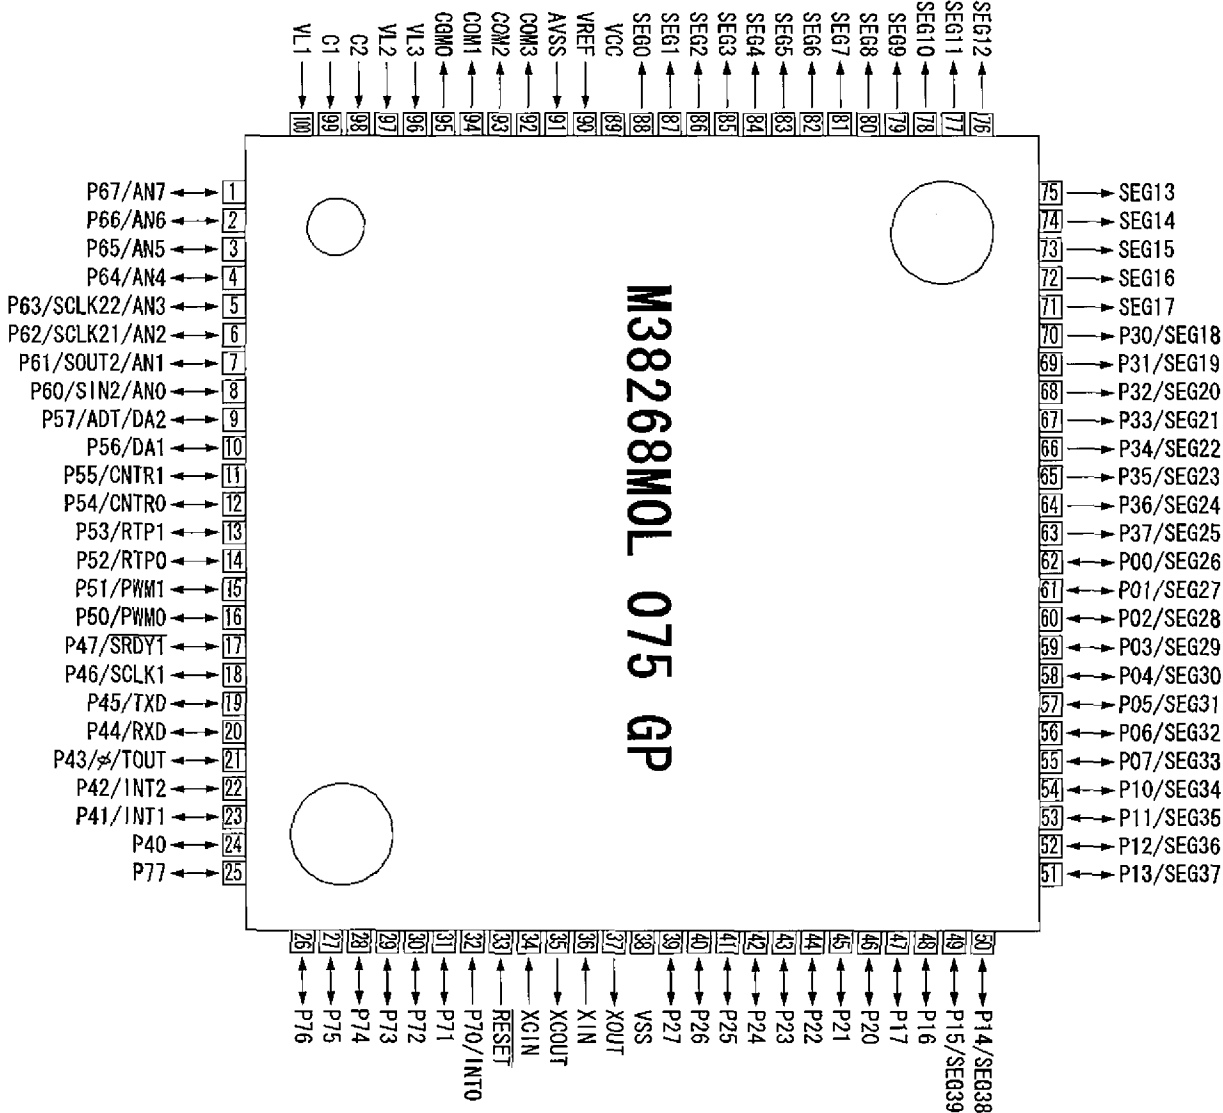 VL1
C1
C2
VL2
VL3
COM0
COM1
COM2
COM3
AVSS
VREF
VCC
SEG0
SEG1
SEG2
SEG3
SEG4
SEG5
SEG6
SEG7
SEG8
SEG9
SEG10
SEG11
SEG12
100
99
98
97
96
95
94
93
92
91
90
89
88
87
86
85
84
83
82
81
80
79
78
77
76
P67/AN7 1
P66/AN6 2
P65/AN5 3
P64/AN4 4
P63/SCLK22/AN3 5
P62/SCLK21/AN2 6
P61/SOUT2/AN1 7
P60/SIN2/AN0 8
P57/ADT/DA2 9
P56/DA1 10
P55/CNTR1 11
P54/CNTR0 12
P53/RTP1 13
P52/RTP0 14
P51/PWM1 15
P50/PWM0 16
P47/SRDY1 17
P46/SCLK1 18
P45/TXD 19
P44/RXD 20
P43/ø/TOUT 21
P42/INT2 22
P41/INT1 23
P40 24
P77 25
M38268M0L 075 GP
75 SEG13
74 SEG14
73 SEG15
72 SEG16
71 SEG17
70 P30/SEG18
69 P31/SEG19
68 P32/SEG20
67 P33/SEG21
66 P34/SEG22
65 P35/SEG23
64 P36/SEG24
63 P37/SEG25
62 P00/SEG26
61 P01/SEG27
60 P02/SEG28
59 P03/SEG29
58 P04/SEG30
57 P05/SEG31
56 P06/SEG32
55 P07/SEG33
54 P10/SEG34
53 P11/SEG35
52 P12/SEG36
51 P13/SEG37
26
27
28
29
30
31
32
33
34
35
36
37
38
39
40
41
42
43
44
45
46
47
48
49
50
P76
P75
P74
P73
P72
P71
P70/INT0
RESET
XCIN
XCOUT
XIN
XOUT
VSS
P27
P26
P25
P24
P23
P22
P21
P20
P17
P16
P15/SEG39
P14/SEG38